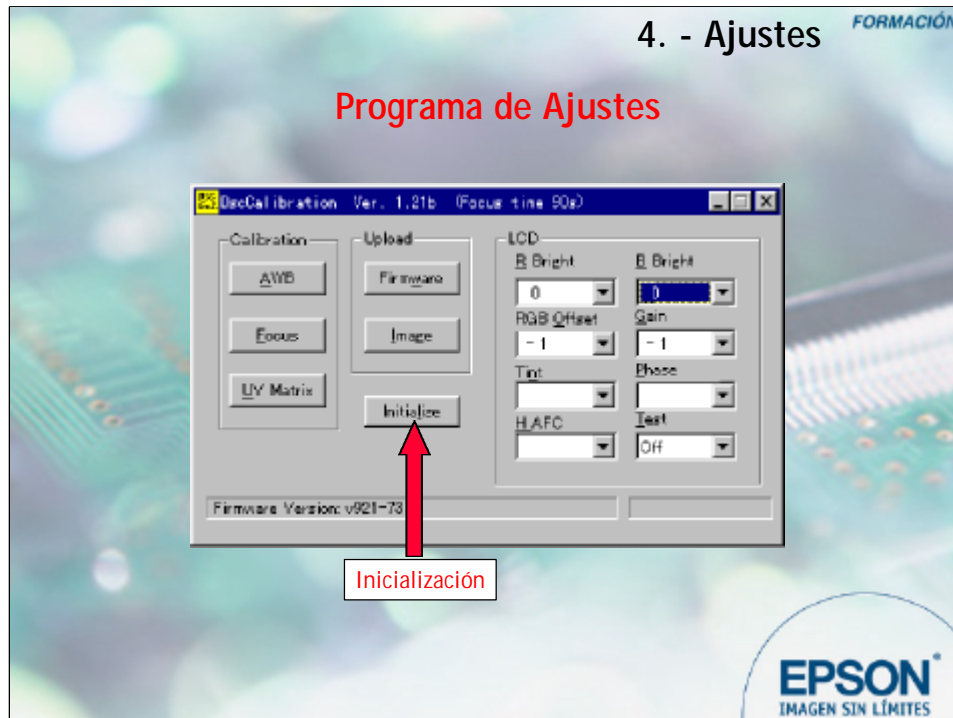 4. - Ajustes
FORMACIÓN
Programa de Ajustes
DscCalibration Ver. 1.21b (Focus time 90s)
Calibration
Upload
LCD
AWB
Firmware
R Bright
B Bright
0
0
Focus
Image
RGB Offset
Gain
-1
-1
UV Matrix
Initialize
Tint
Phase
H.AFC
Test
Off
Firmware Version: v921-73
Inicialización
EPSON
IMAGEN SIN LÍMITES